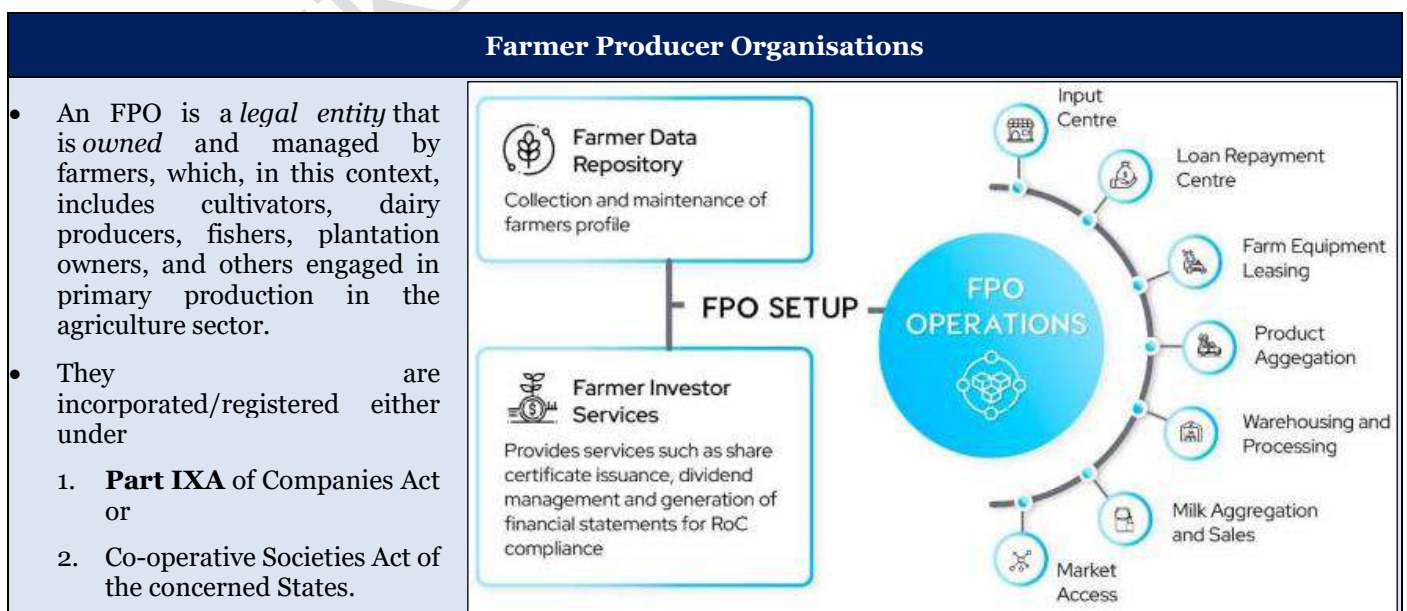 Farmer Producer Organisations
• An FPO is a legal entity that
is owned and managed by
farmers, which, in this context,
includes cultivators, dairy
producers, fishers, plantation
owners, and others engaged in
primary production in the
agriculture sector.
• They are
incorporated/registered either
under
1. Part IXA of Companies Act
or
2. Co-operative Societies Act of
the concerned States.
Farmer Data
Repository
Collection and maintenance of
farmers profile
FPO SETUP
Farmer Investor
Services
Provides services such as share
certificate issuance, dividend
management and generation of
financial statements for RoC
compliance
FPO
OPERATIONS
Input
Centre
Loan Repayment
Centre
Farm Equipment
Leasing
Product
Aggegation
Warehousing and
Processing
Milk Aggregation
and Sales
Market
Access